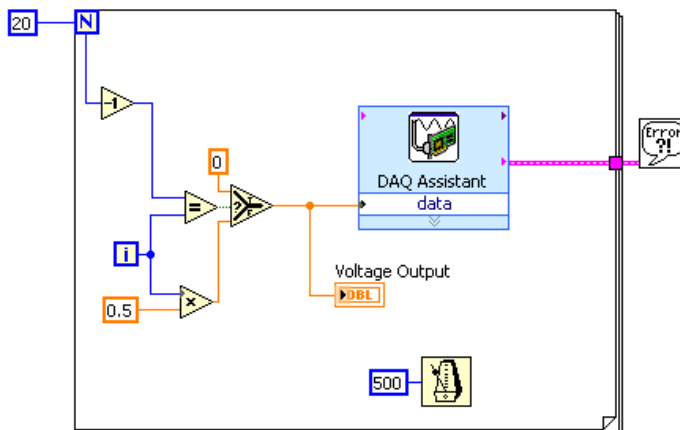 20
N
-1
0
Error
?!
DAQ Assistant
data
=
?
T
F
i
Voltage Output
DBL
0.5
×
500